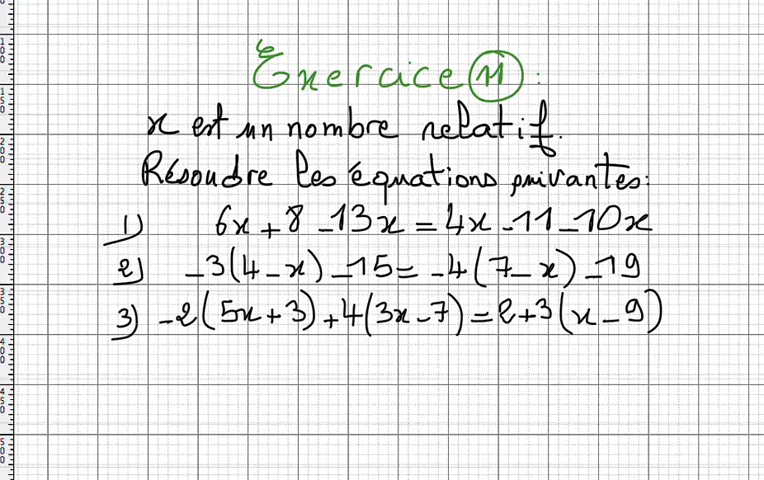 Exercice 11 :
x est un nombre relatif.
Résoudre les équations suivantes:
1) 6x + 8 - 13x = 4x - 11 - 10x
2) -3(4 - x) - 15 = -4(7 - x) - 19
3) -2(5x + 3) + 4(3x - 7) = 2 + 3(x - 9)